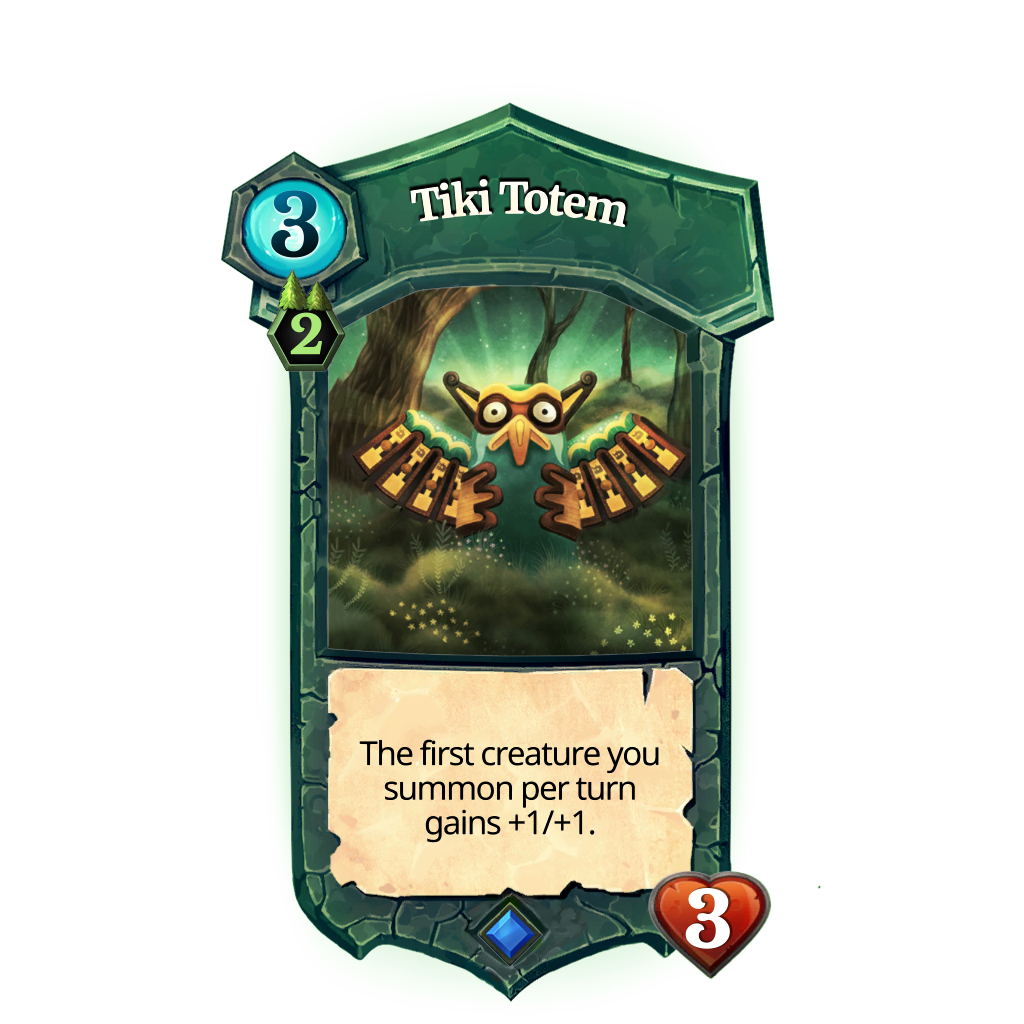 Tiki Totem
3
2
The first creature you
summon per turn
gains +1/+1.
3